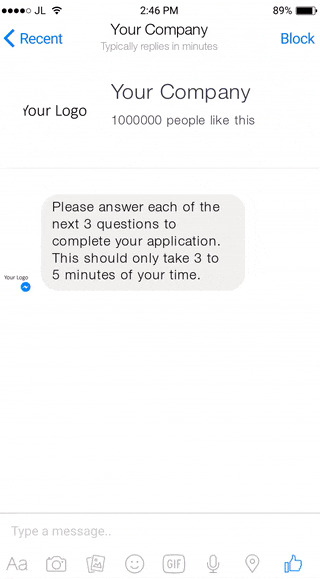 JL 2:46 PM 89%
Recent Your Company Block
Typically replies in minutes
Your Logo
Your Company
1000000 people like this
Please answer each of the
next 3 questions to
complete your application.
This should only take 3 to
5 minutes of your time.
Your Logo
Type a message..
Aa GIF